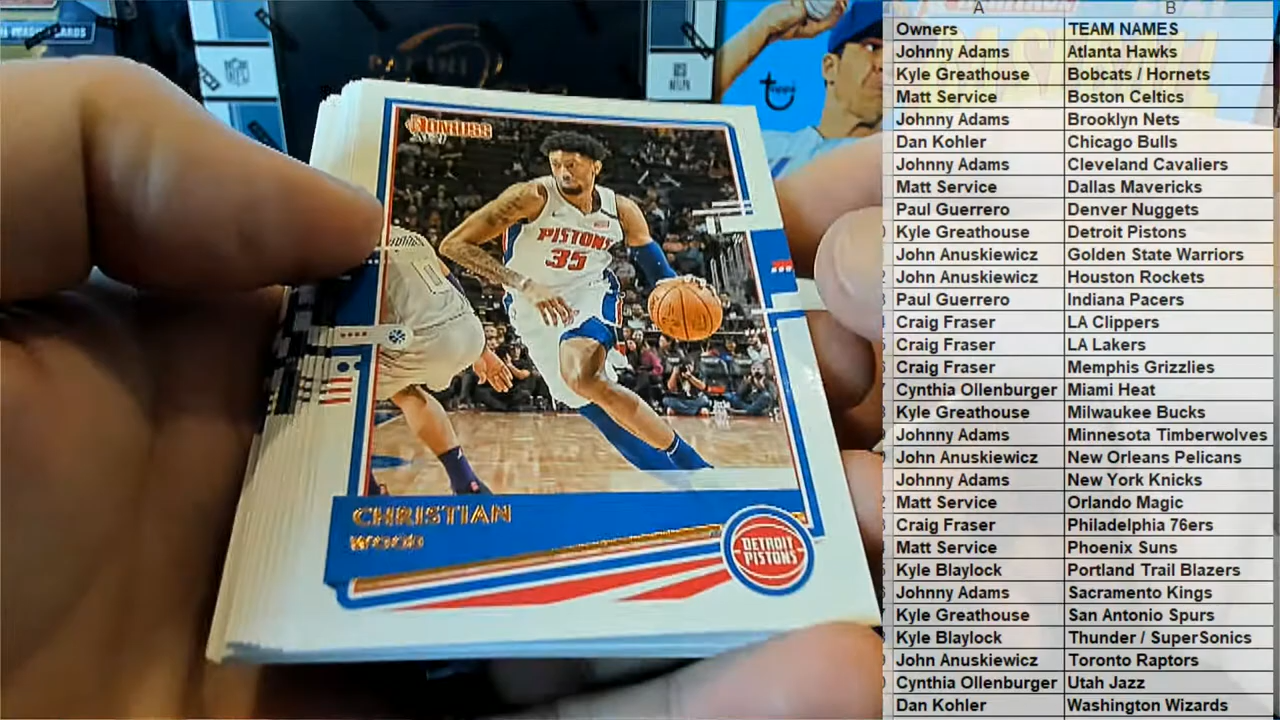 DONRUSS
20-21
PISTONS
35
CHRISTIAN
WOOD
DETROIT
PISTONS
NFL
topps
A B
Owners TEAM NAMES
Johnny Adams Atlanta Hawks
Kyle Greathouse Bobcats / Hornets
Matt Service Boston Celtics
Johnny Adams Brooklyn Nets
Dan Kohler Chicago Bulls
Johnny Adams Cleveland Cavaliers
Matt Service Dallas Mavericks
Paul Guerrero Denver Nuggets
Kyle Greathouse Detroit Pistons
John Anuskiewicz Golden State Warriors
John Anuskiewicz Houston Rockets
Paul Guerrero Indiana Pacers
Craig Fraser LA Clippers
Craig Fraser LA Lakers
Craig Fraser Memphis Grizzlies
Cynthia Ollenburger Miami Heat
Kyle Greathouse Milwaukee Bucks
Johnny Adams Minnesota Timberwolves
John Anuskiewicz New Orleans Pelicans
Johnny Adams New York Knicks
Matt Service Orlando Magic
Craig Fraser Philadelphia 76ers
Matt Service Phoenix Suns
Kyle Blaylock Portland Trail Blazers
Johnny Adams Sacramento Kings
Kyle Greathouse San Antonio Spurs
Kyle Blaylock Thunder / SuperSonics
John Anuskiewicz Toronto Raptors
Cynthia Ollenburger Utah Jazz
Dan Kohler Washington Wizards